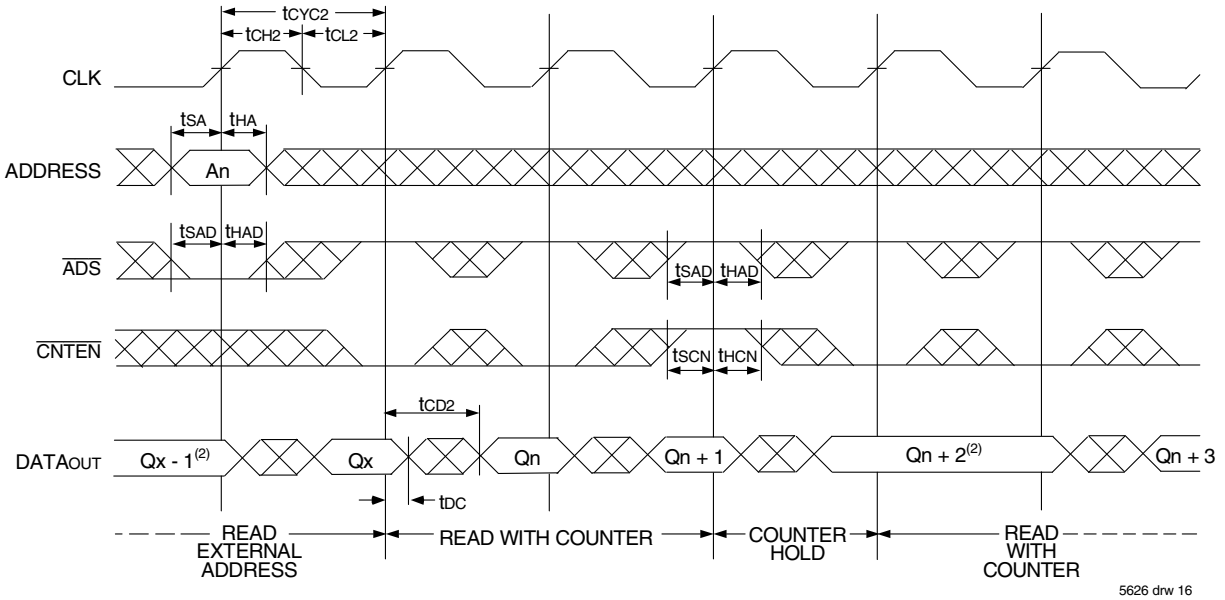 tCYC2
tCH2 tCL2
CLK
tSA tHA
ADDRESS An
tSAD tHAD
ADS
tSAD tHAD
CNTEN
tSCN tHCN
tCD2
DATAOUT Qx - 1(2) Qx Qn Qn + 1 Qn + 2(2) Qn + 3
tDC
READ EXTERNAL ADDRESS
READ WITH COUNTER
COUNTER HOLD
READ WITH COUNTER
5626 drw 16